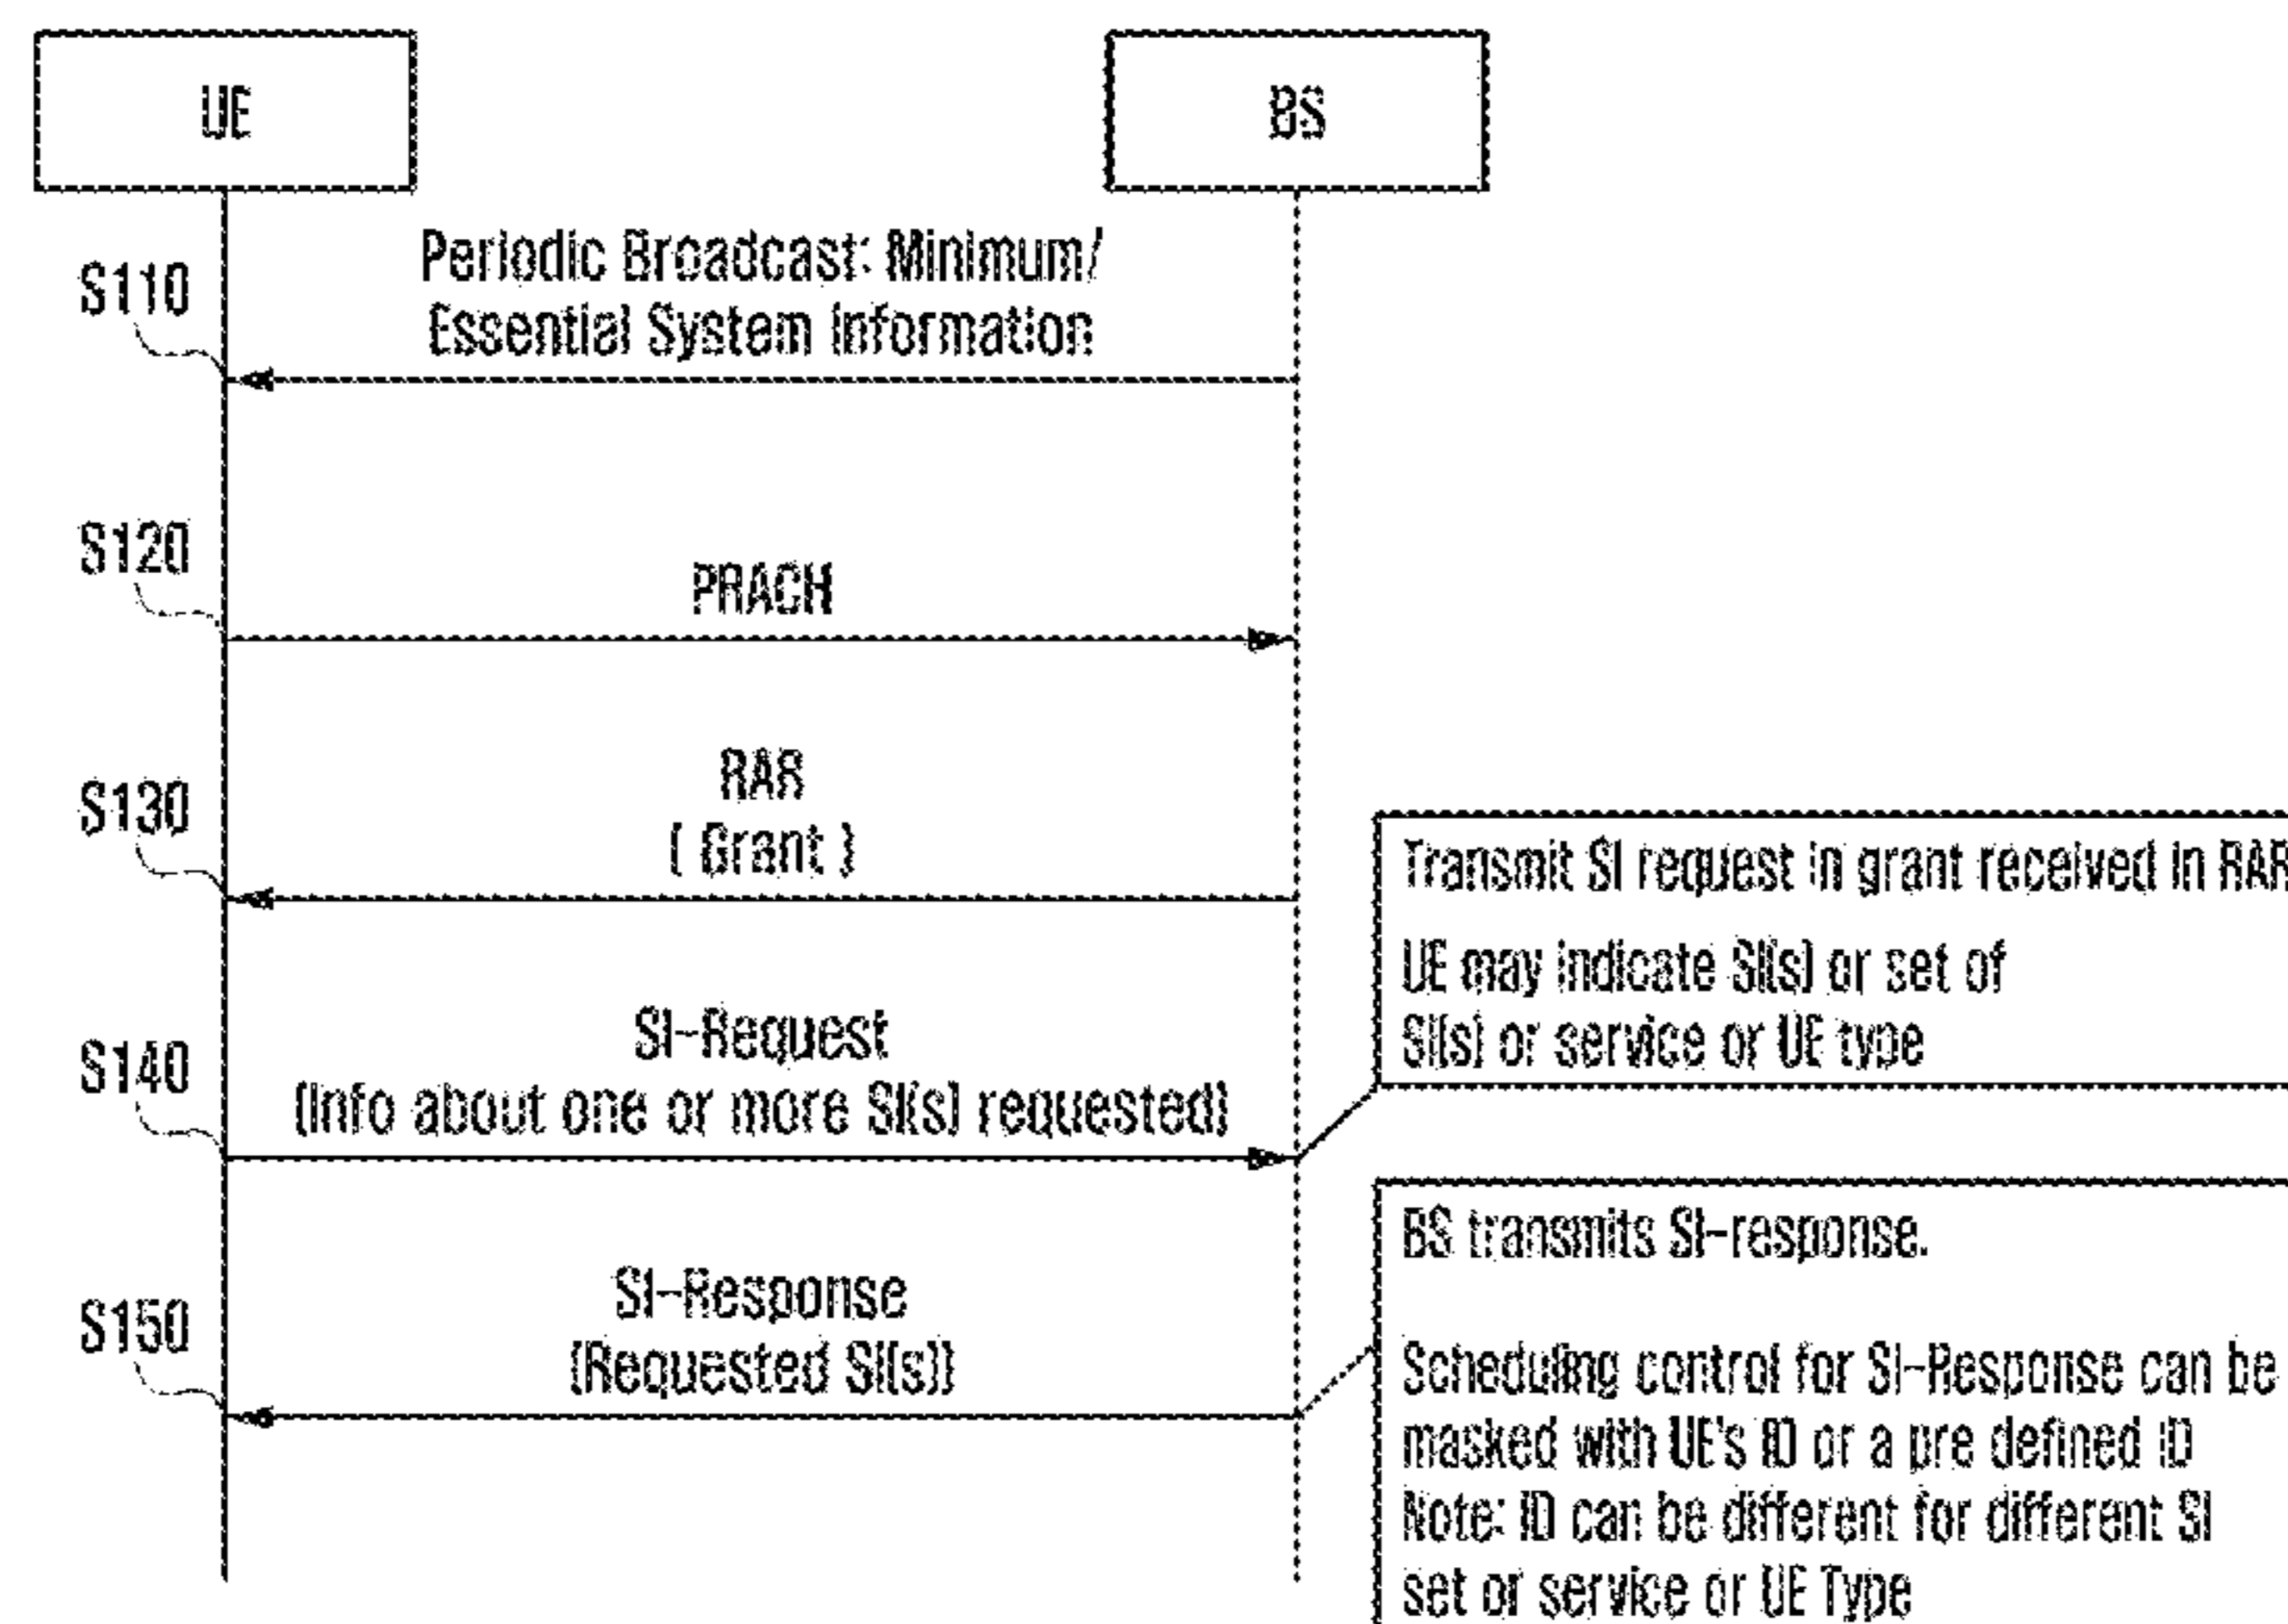 UE
BS
Periodic Broadcast: Minimum/
Essential System Information
S110
S120
PRACH
RAR
( Grant )
S130
Transmit SI request in grant received in RAR
UE may indicate SI(s) or set of
SI(s) or service or UE type
SI-Request
(Info about one or more SI(s) requested)
S140
BS transmits SI-response.
Scheduling control for SI-Response can be
masked with UE's ID or a pre defined ID
Note: ID can be different for different SI
set or service or UE Type
SI-Response
(Requested SI(s))
S150